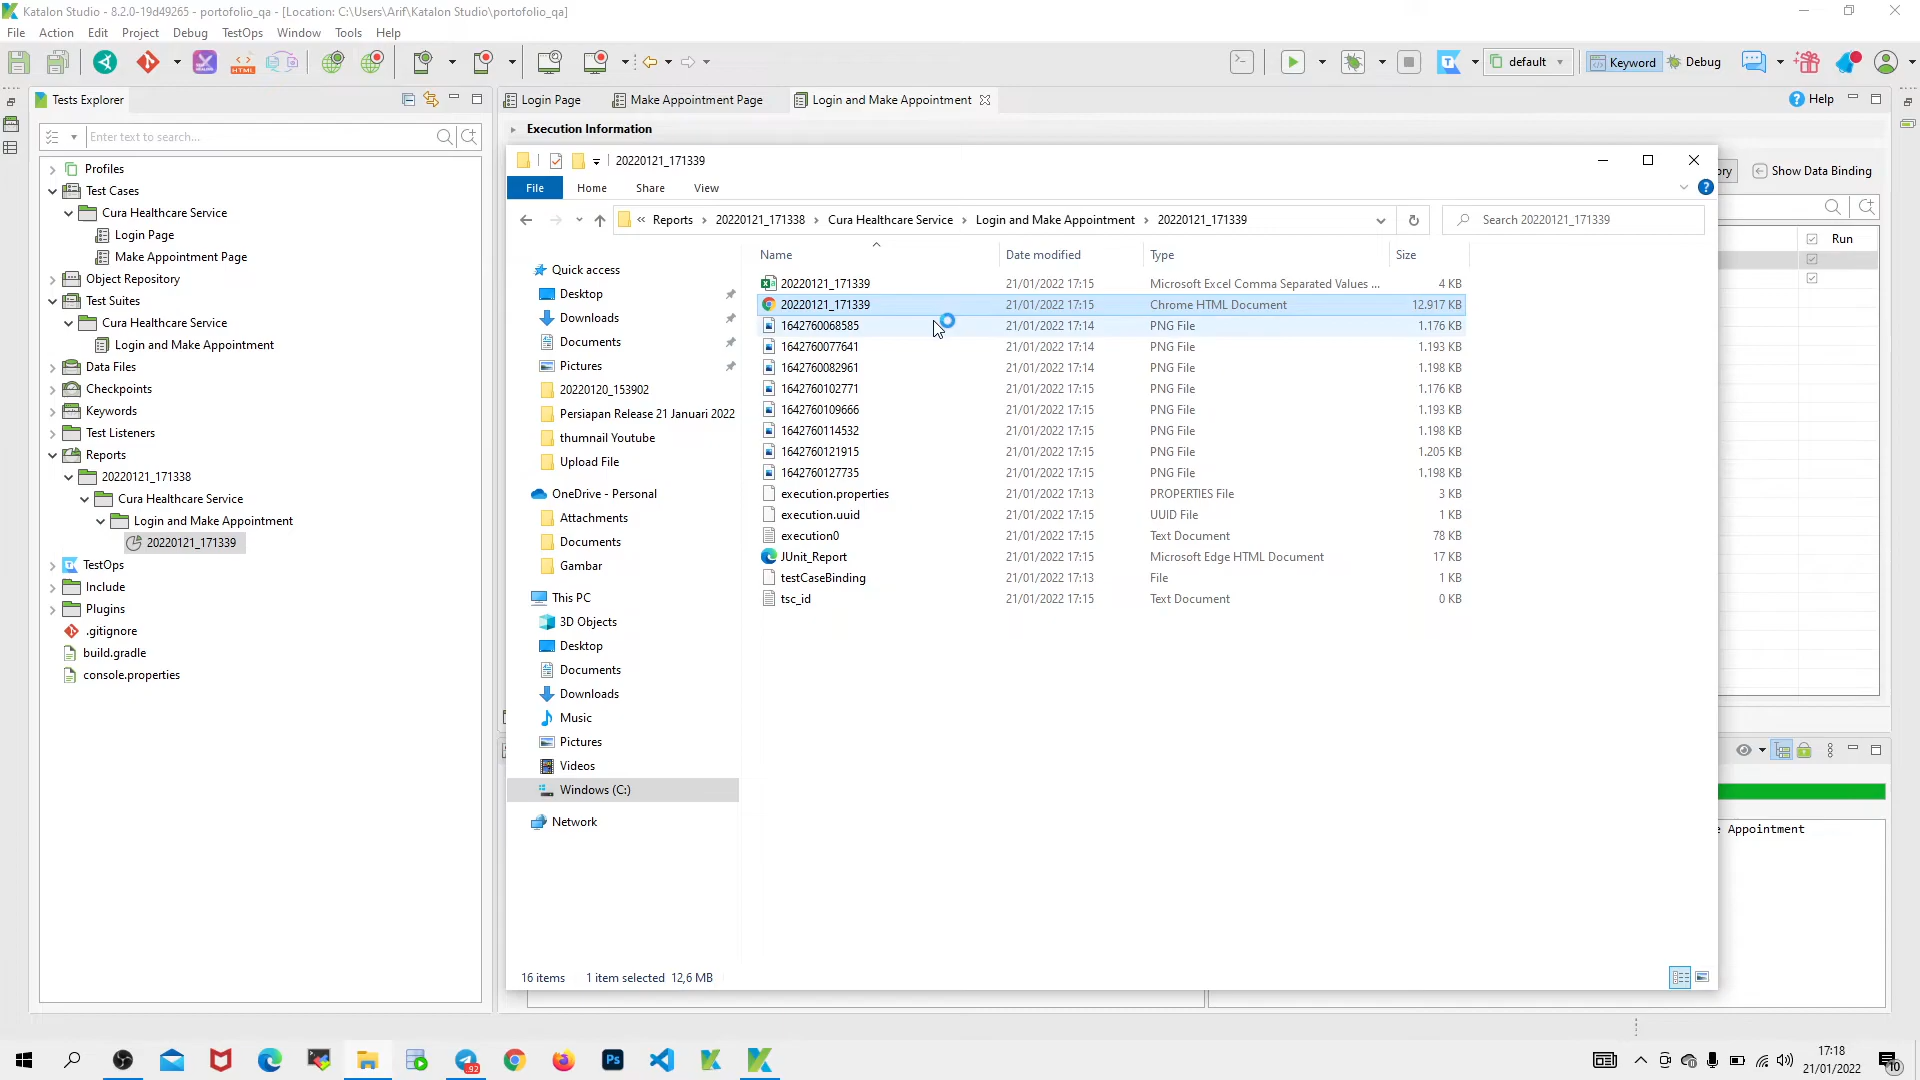 Katalon Studio - 8.2.0-19d49265 - portofolio_qa - [Location: C:\Users\Arif\Katalon Studio\portofolio_qa]
File Action Edit Project Debug TestOps Window Tools Help
default Keyword Debug
Tests Explorer
Login Page Make Appointment Page Login and Make Appointment Help
Enter text to search...
Execution Information
Profiles
Test Cases
Cura Healthcare Service
Login Page
Make Appointment Page
Object Repository
Test Suites
Cura Healthcare Service
Login and Make Appointment
Data Files
Checkpoints
Keywords
Test Listeners
Reports
20220121_171338
Cura Healthcare Service
Login and Make Appointment
20220121_171339
TestOps
Include
Plugins
.gitignore
build.gradle
console.properties
20220121_171339
File Home Share View
ory Show Data Binding
« Reports 20220121_171338 Cura Healthcare Service Login and Make Appointment 20220121_171339
Search 20220121_171339
Run
Quick access
Desktop
Downloads
Documents
Pictures
20220120_153902
Persiapan Release 21 Januari 2022
thumnail Youtube
Upload File
OneDrive - Personal
Attachments
Documents
Gambar
This PC
3D Objects
Desktop
Documents
Downloads
Music
Pictures
Videos
Windows (C:)
Network
Name Date modified Type Size
20220121_171339 21/01/2022 17:15 Microsoft Excel Comma Separated Values ... 4 KB
20220121_171339 21/01/2022 17:15 Chrome HTML Document 12.917 KB
1642760068585 21/01/2022 17:14 PNG File 1.176 KB
1642760077641 21/01/2022 17:14 PNG File 1.193 KB
1642760082961 21/01/2022 17:14 PNG File 1.198 KB
1642760102771 21/01/2022 17:15 PNG File 1.176 KB
1642760109666 21/01/2022 17:15 PNG File 1.193 KB
1642760114532 21/01/2022 17:15 PNG File 1.198 KB
1642760121915 21/01/2022 17:15 PNG File 1.205 KB
1642760127735 21/01/2022 17:15 PNG File 1.198 KB
execution.properties 21/01/2022 17:13 PROPERTIES File 3 KB
execution.uuid 21/01/2022 17:15 UUID File 1 KB
execution0 21/01/2022 17:15 Text Document 78 KB
JUnit_Report 21/01/2022 17:15 Microsoft Edge HTML Document 17 KB
testCaseBinding 21/01/2022 17:13 File 1 KB
tsc_id 21/01/2022 17:15 Text Document 0 KB
e Appointment
16 items 1 item selected 12,6 MB
17:18
21/01/2022